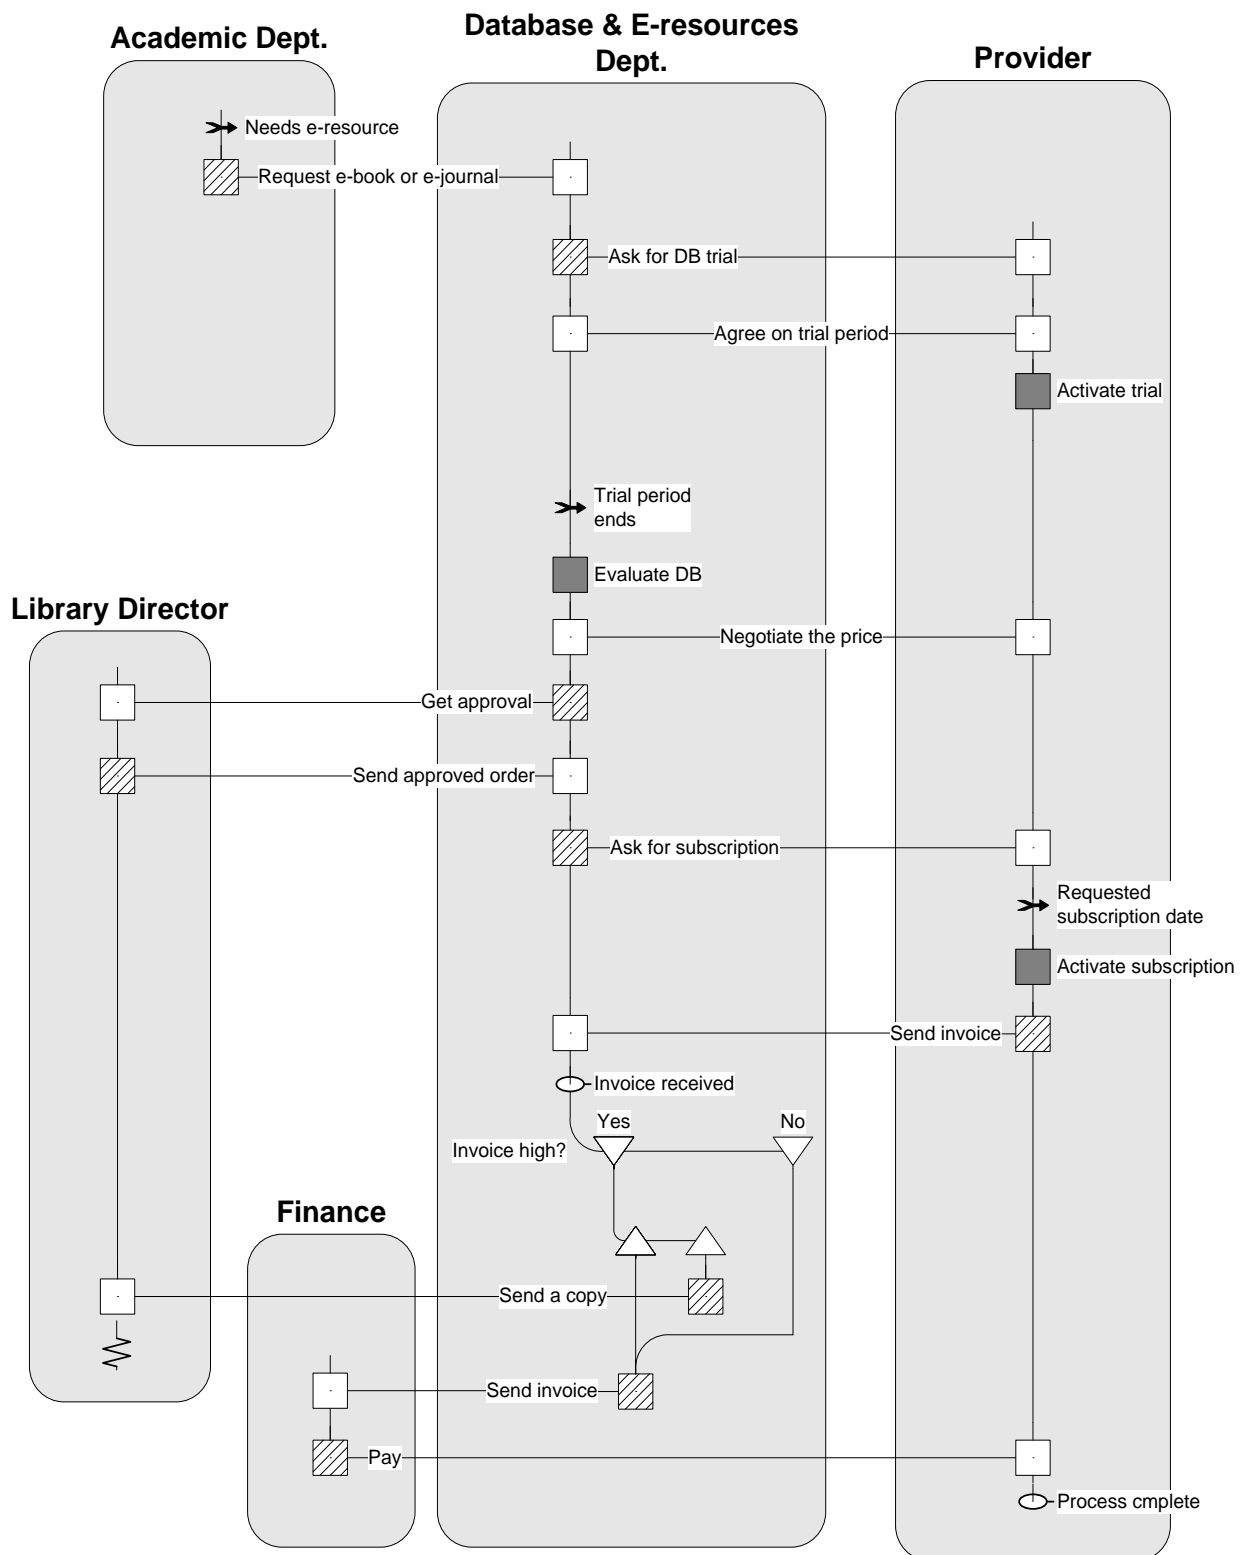 Academic Dept.
Database & E-resources
Dept.
Provider
Needs e-resource
Request e-book or e-journal
Ask for DB trial
Agree on trial period
Activate trial
Trial period
ends
Evaluate DB
Library Director
Negotiate the price
Get approval
Send approved order
Ask for subscription
Requested
subscription date
Activate subscription
Send invoice
Invoice received
Yes
No
Invoice high?
Finance
Send a copy
Send invoice
Pay
Process cmplete